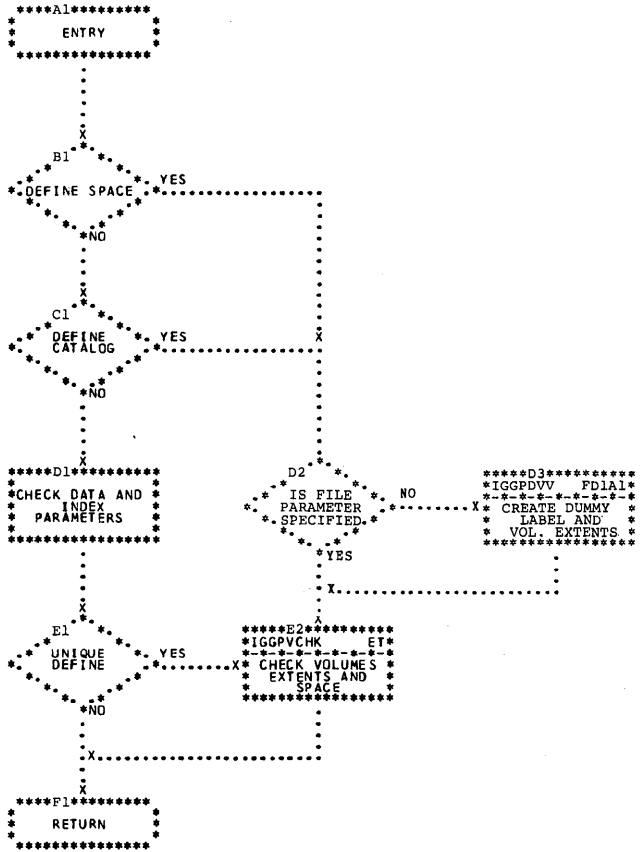 A1
ENTRY
B1
YES
DEFINE SPACE
NO
C1
YES
DEFINE
CATALOG
NO
D1
CHECK DATA AND
INDEX
PARAMETERS
D2
IS FILE
PARAMETER
SPECIFIED
NO
YES
D3
IGGPDVV FD1A1
CREATE DUMMY
LABEL AND
VOL. EXTENTS
E1
UNIQUE
DEFINE
YES
NO
E2
IGGPVCHK ET
CHECK VOLUMES
EXTENTS AND
SPACE
F1
RETURN